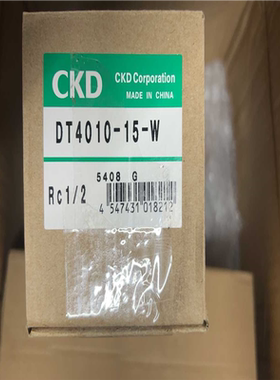 CKD
CKD Corporation
MADE IN CHINA
DT4010-15-W
5408 G
Rc1/2
4 547431 018212